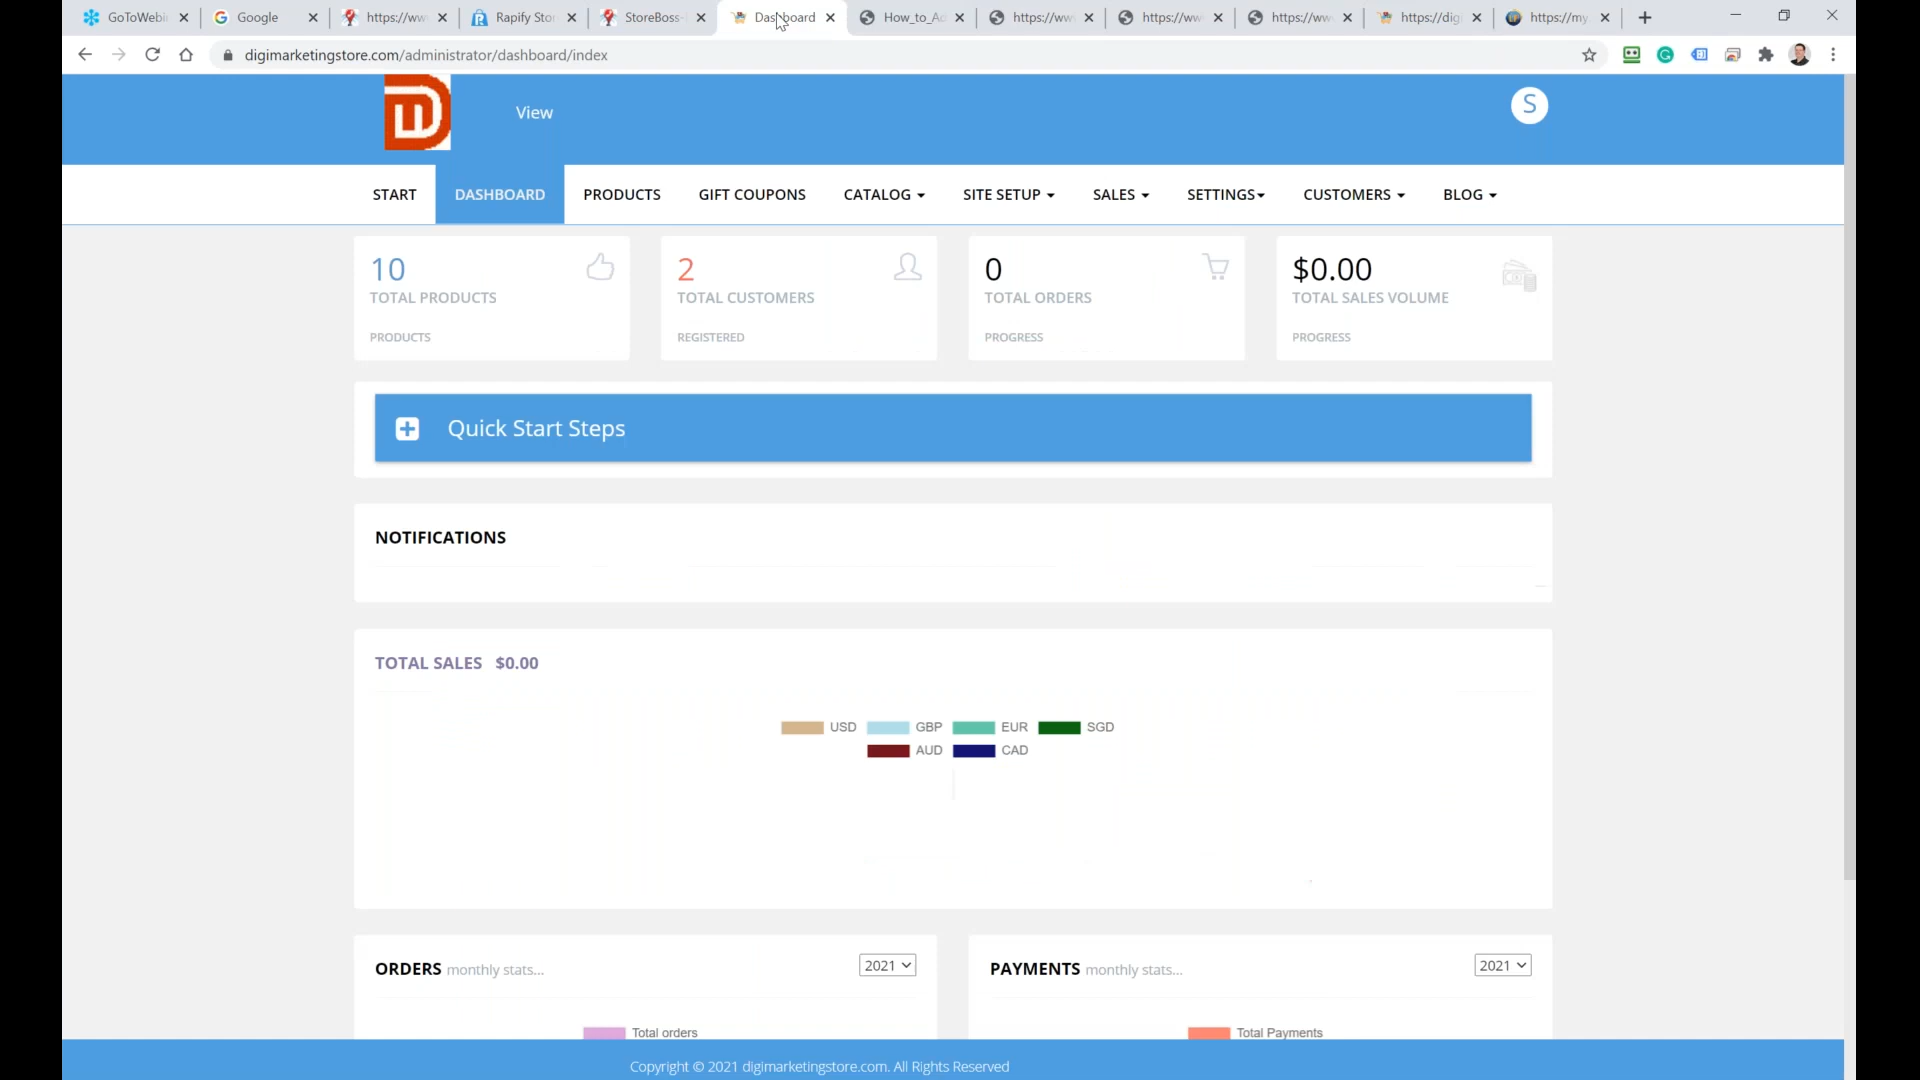 GoToWebi
Google
https://ww
Rapify Sto
StoreBoss
Dashboard
How_to_A
https://ww
https://ww
https://ww
https://dig
https://my
digimarketingstore.com/administrator/dashboard/index
View
S
START
DASHBOARD
PRODUCTS
GIFT COUPONS
CATALOG
SITE SETUP
SALES
SETTINGS
CUSTOMERS
BLOG
10
TOTAL PRODUCTS
PRODUCTS
2
TOTAL CUSTOMERS
REGISTERED
0
TOTAL ORDERS
PROGRESS
$0.00
TOTAL SALES VOLUME
PROGRESS
Quick Start Steps
NOTIFICATIONS
TOTAL SALES $0.00
USD GBP EUR SGD
AUD CAD
ORDERS monthly stats...
2021
PAYMENTS monthly stats...
2021
Total orders
Total Payments
Copyright © 2021 digimarketingstore.com. All Rights Reserved